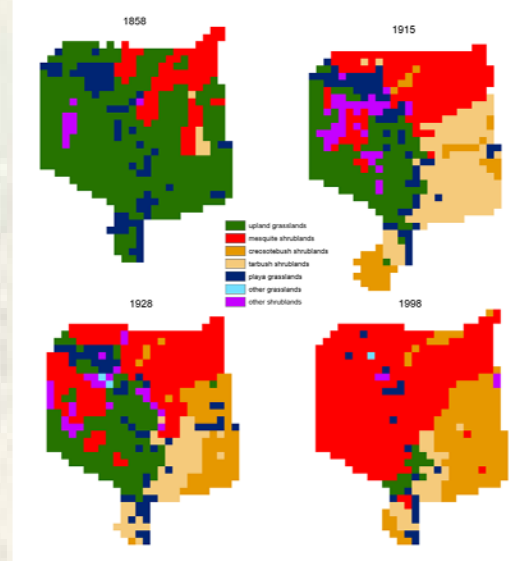 1858
1915
upland grasslands
mesquite shrublands
creosotebush shrublands
tarbush shrublands
playa grasslands
other grasslands
other shrublands
1928
1998